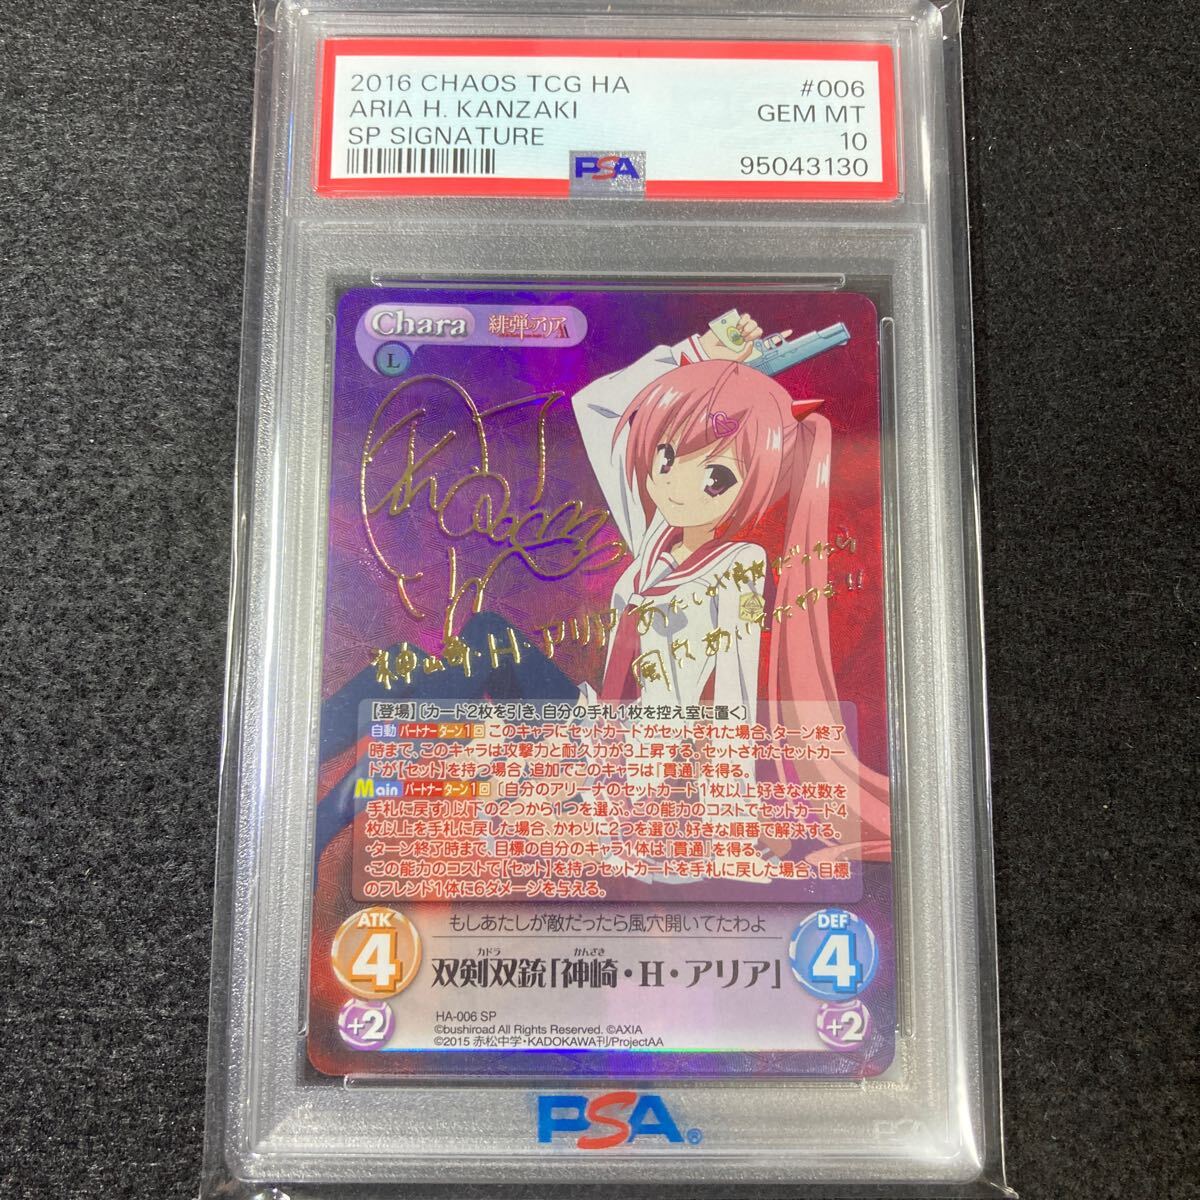 2016 CHAOS TCG HA #006
ARIA H. KANZAKI GEM MT
SP SIGNATURE 10
PSA 95043130
Chara 緋弾のアリアAA
L
神崎・H・アリア あたしが敵だったら
風穴あいてたわよ!!
【登場】〔カード2枚を引き、自分の手札1枚を控え室に置く〕
自動 パートナー ターン1回 このキャラにセットカードがセットされた場合、ターン終了
時まで、このキャラは攻撃力と耐久力が3上昇する。セットされたセットカー
ドが【セット】を持つ場合、追加でこのキャラは『貫通』を得る。
Main パートナー ターン1回 〔自分のアリーナのセットカード1枚以上好きな枚数を
手札に戻す〕以下の2つから1つを選ぶ。この能力のコストでセットカード4
枚以上を手札に戻した場合、かわりに2つを選び、好きな順番で解決する。
・ターン終了時まで、目標の自分のキャラ1体は『貫通』を得る。
・この能力のコストで【セット】を持つセットカードを手札に戻した場合、目標
のフレンド1体に6ダメージを与える。
ATK
4
もしあたしが敵だったら風穴開いてたわよ
DEF
4
カドラ かんざき
双剣双銃「神崎・H・アリア」
+2
HA-006 SP
+2
©bushiroad All Rights Reserved. ©AXIA
©2015 赤松中学・KADOKAWA刊/ProjectAA
PSA®
PSA